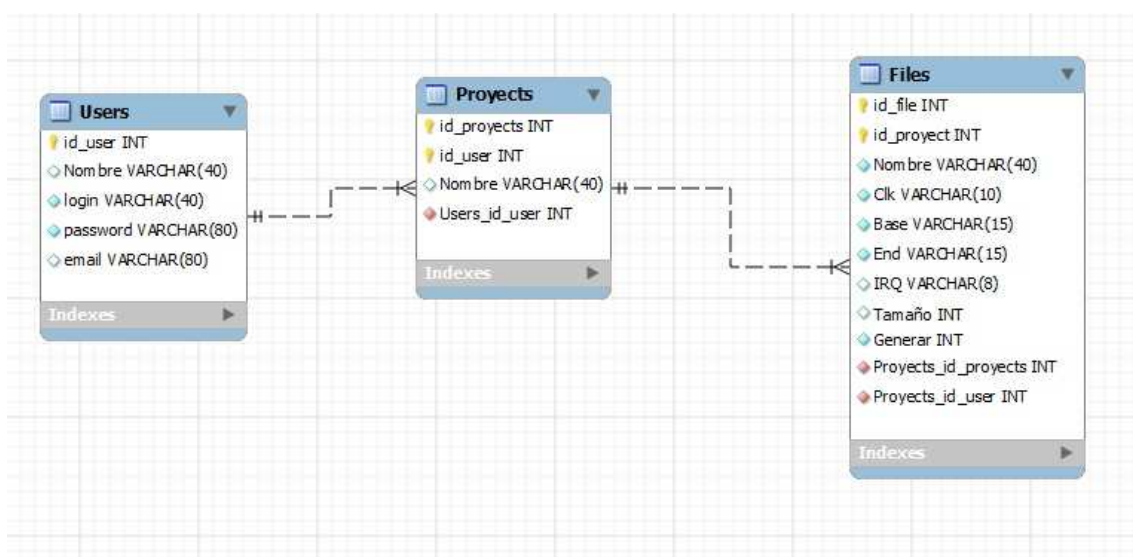 Users
id_user INT
Nombre VARCHAR(40)
login VARCHAR(40)
password VARCHAR(80)
email VARCHAR(80)
Indexes
Proyects
id_proyects INT
id_user INT
Nombre VARCHAR(40)
Users_id_user INT
Indexes
Files
id_file INT
id_proyect INT
Nombre VARCHAR(40)
Clk VARCHAR(10)
Base VARCHAR(15)
End VARCHAR(15)
IRQ VARCHAR(8)
Tamaño INT
Generar INT
Proyects_id_proyects INT
Proyects_id_user INT
Indexes